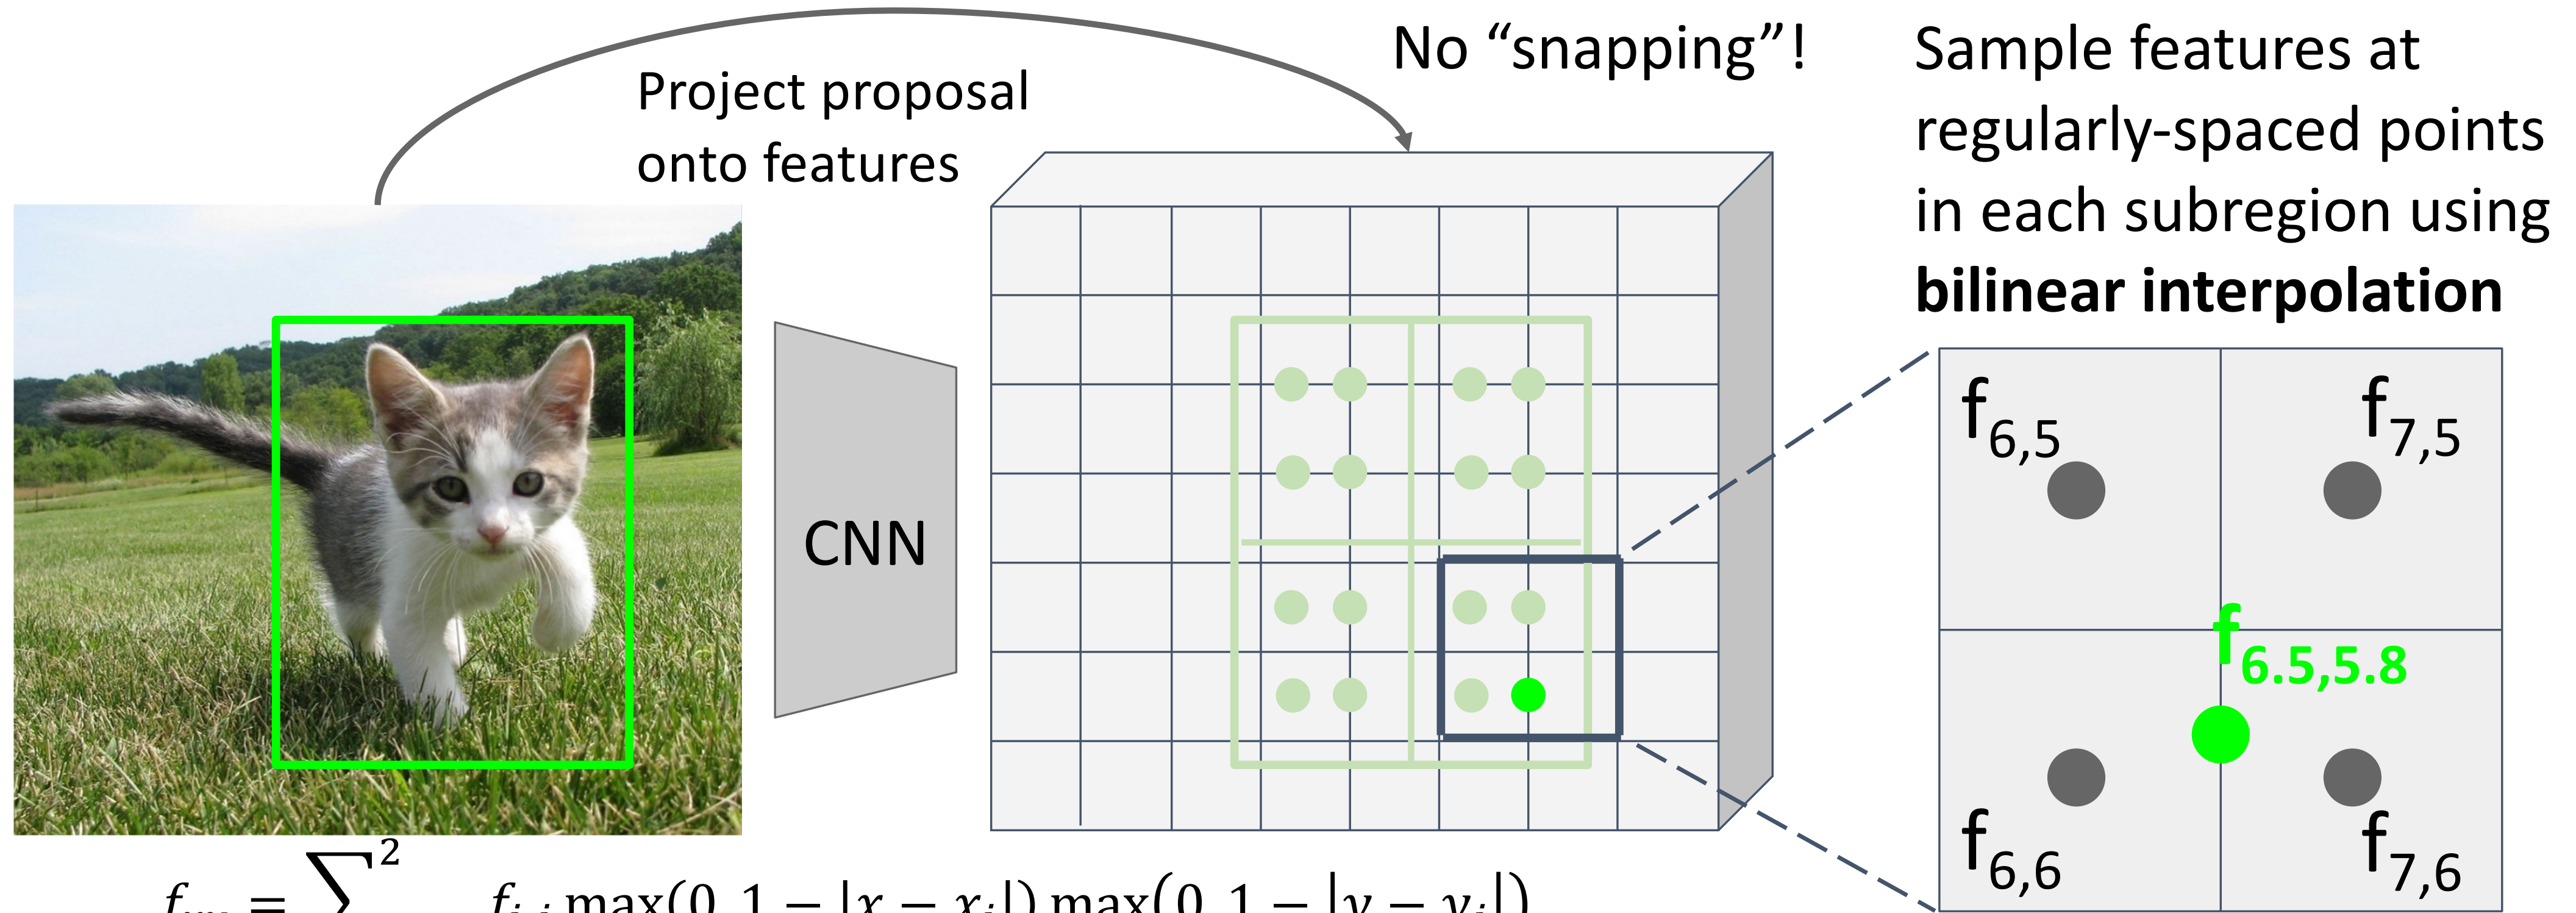 Project proposal
onto features
No “snapping”!
Sample features at
regularly-spaced points
in each subregion using
bilinear interpolation
CNN
f6,5
f7,5
f6.5,5.8
f6,6
f7,6
2